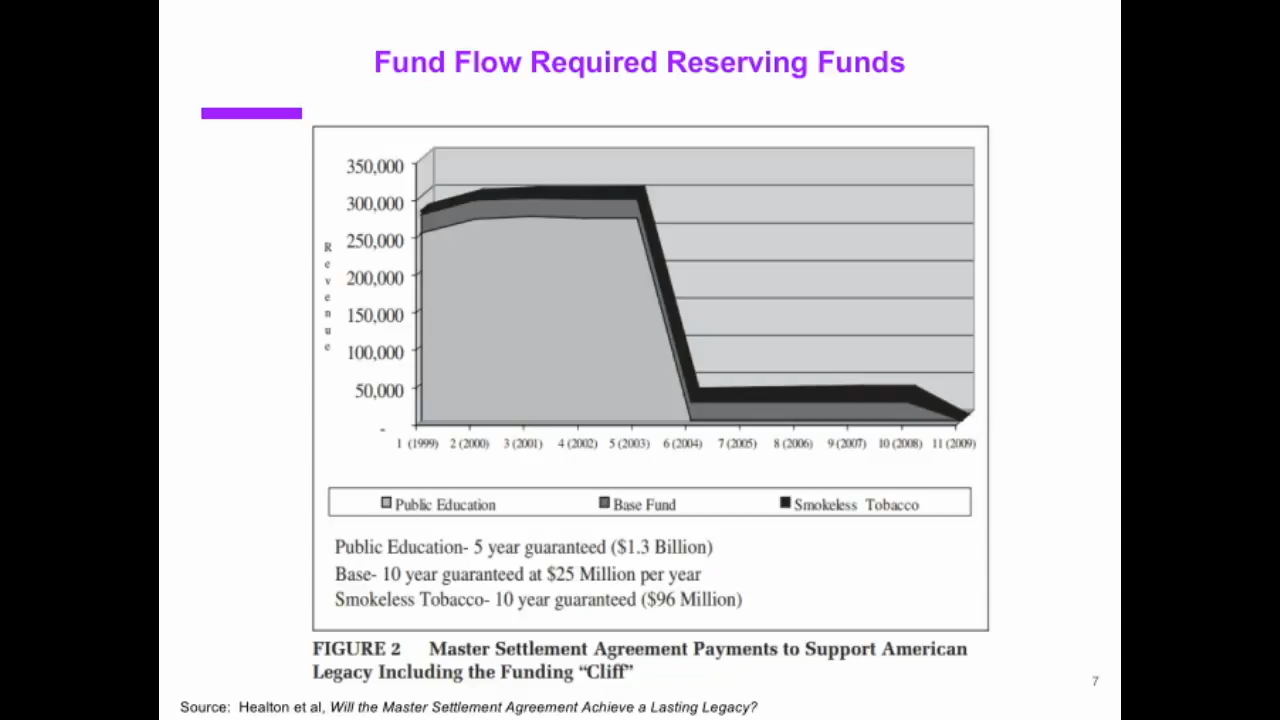 Fund Flow Required Reserving Funds
350,000
300,000
250,000
200,000
150,000
100,000
50,000
-
Revenue
1 (1999) 2 (2000) 3 (2001) 4 (2002) 5 (2003) 6 (2004) 7 (2005) 8 (2006) 9 (2007) 10 (2008) 11 (2009)
Public Education Base Fund Smokeless Tobacco
Public Education- 5 year guaranteed ($1.3 Billion)
Base- 10 year guaranteed at $25 Million per year
Smokeless Tobacco- 10 year guaranteed ($96 Million)
FIGURE 2 Master Settlement Agreement Payments to Support American
Legacy Including the Funding “Cliff”
7
Source: Healton et al, Will the Master Settlement Agreement Achieve a Lasting Legacy?